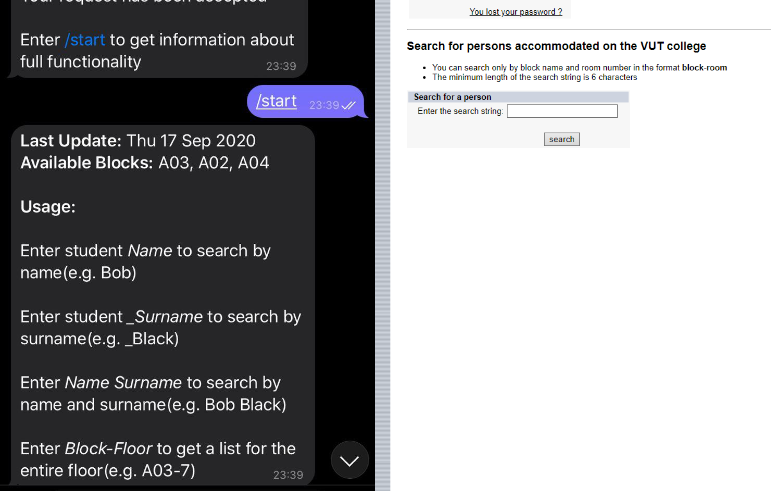 Your request has been accepted
Enter /start to get information about
full functionality
23:39
/start 23:39
Last Update: Thu 17 Sep 2020
Available Blocks: A03, A02, A04
Usage:
Enter student Name to search by
name(e.g. Bob)
Enter student _Surname to search by
surname(e.g. _Black)
Enter Name Surname to search by
name and surname(e.g. Bob Black)
Enter Block-Floor to get a list for the
entire floor(e.g. A03-7)
23:39
You lost your password ?
Search for persons accommodated on the VUT college
You can search only by block name and room number in the format block-room
The minimum length of the search string is 6 characters
Search for a person
Enter the search string:
search